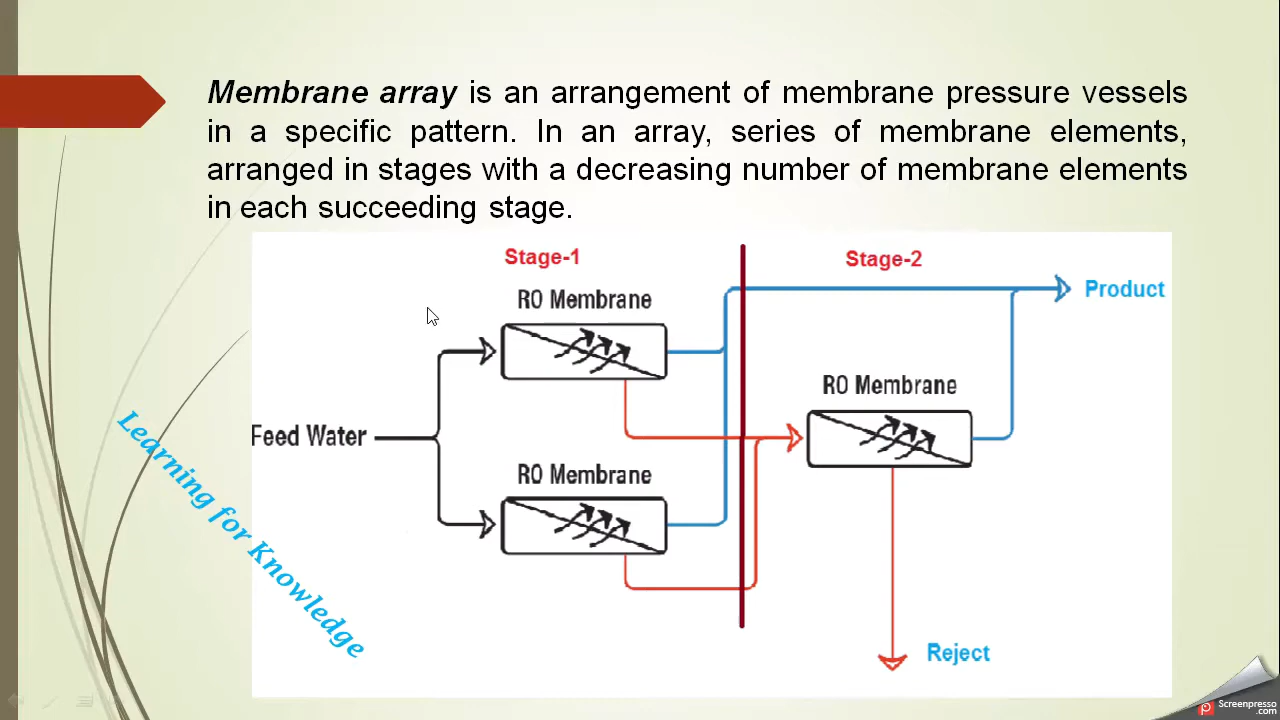 Membrane array is an arrangement of membrane pressure vessels
in a specific pattern. In an array, series of membrane elements,
arranged in stages with a decreasing number of membrane elements
in each succeeding stage.
Stage-1
Stage-2
RO Membrane
Product
RO Membrane
Feed Water
RO Membrane
Learning for Knowledge
Reject
Screenpresso
.com